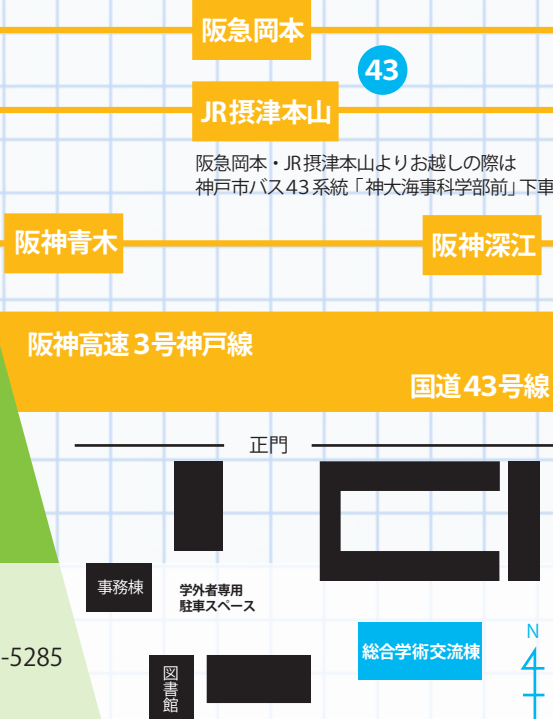 阪急岡本
43
JR摂津本山
阪急岡本・JR摂津本山よりお越しの際は
神戸市バス43系統「神大海事科学部前」下車
阪神青木
阪神深江
阪神高速3号神戸線
国道43号線
正門
事務棟
学外者専用
駐車スペース
総合学術交流棟
N
-5285
図書館